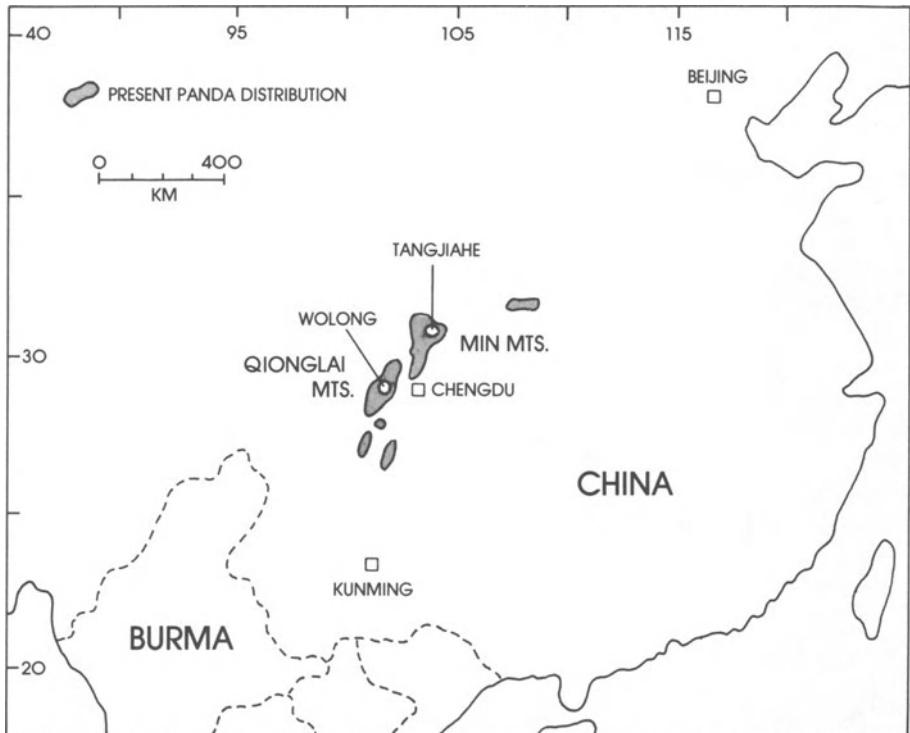 40
95
105
115
BEIJING
PRESENT PANDA DISTRIBUTION
0 400
KM
TANGJIAHE
WOLONG
MIN MTS.
30
QIONGLAI
MTS.
CHENGDU
CHINA
KUNMING
BURMA
20